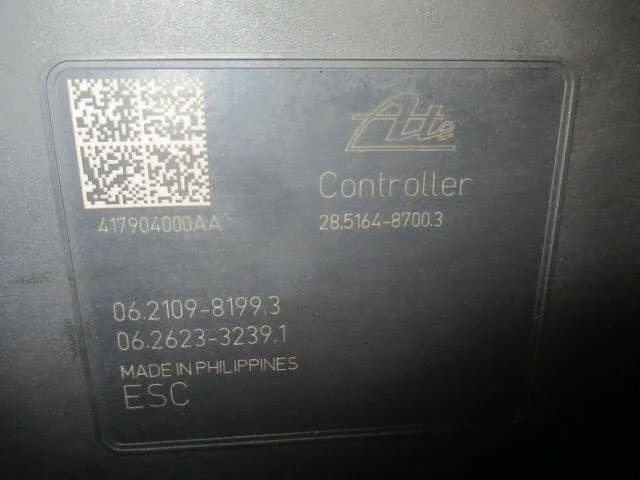 Ate
Controller
417904000AA
28.5164-8700.3
06.2109-8199.3
06.2623-3239.1
MADE IN PHILIPPINES
ESC